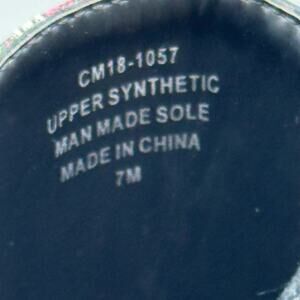 CM18-1057
UPPER SYNTHETIC
MAN MADE SOLE
MADE IN CHINA
7M